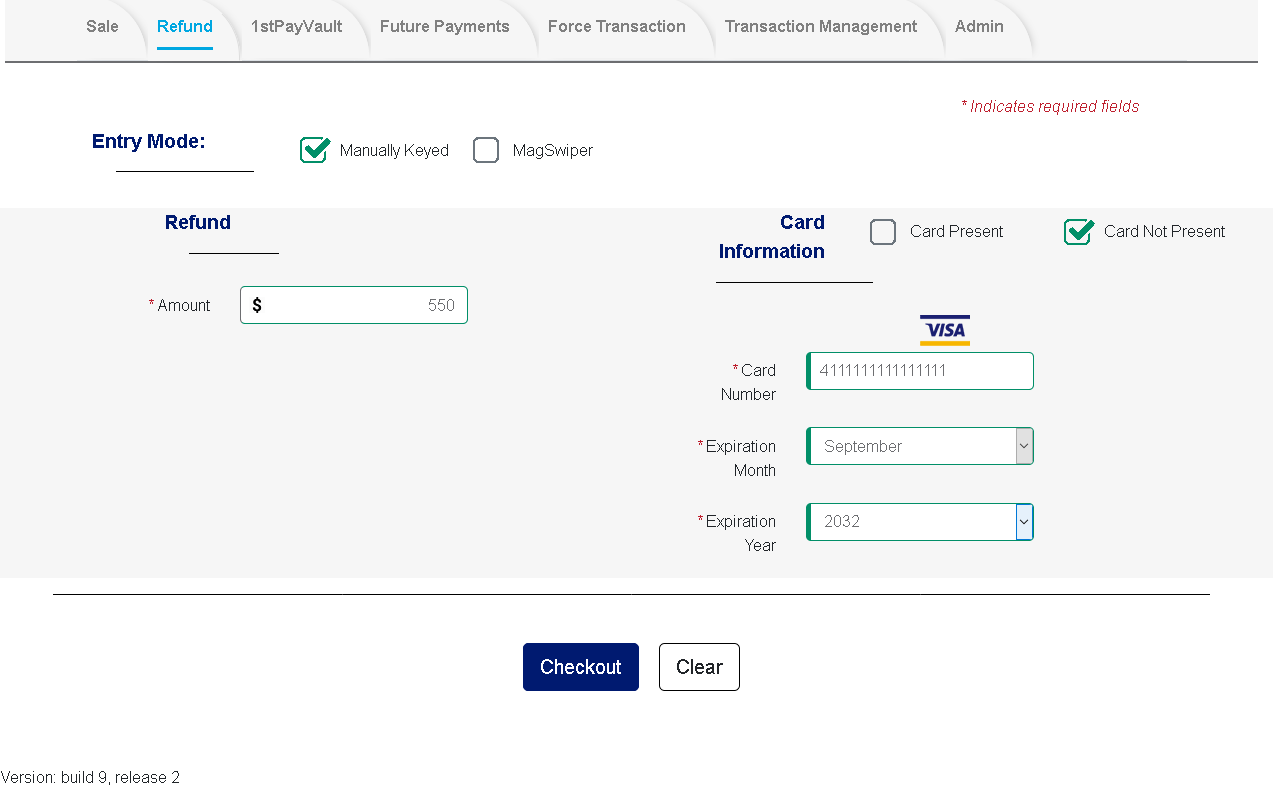 Sale Refund 1stPayVault Future Payments Force Transaction Transaction Management Admin
* Indicates required fields
Entry Mode: Manually Keyed MagSwiper
Refund
* Amount $ 550
Card
Information
Card Present Card Not Present
VISA
* Card
Number
4111111111111111
* Expiration
Month
September
* Expiration
Year
2032
Checkout Clear
Version: build 9, release 2